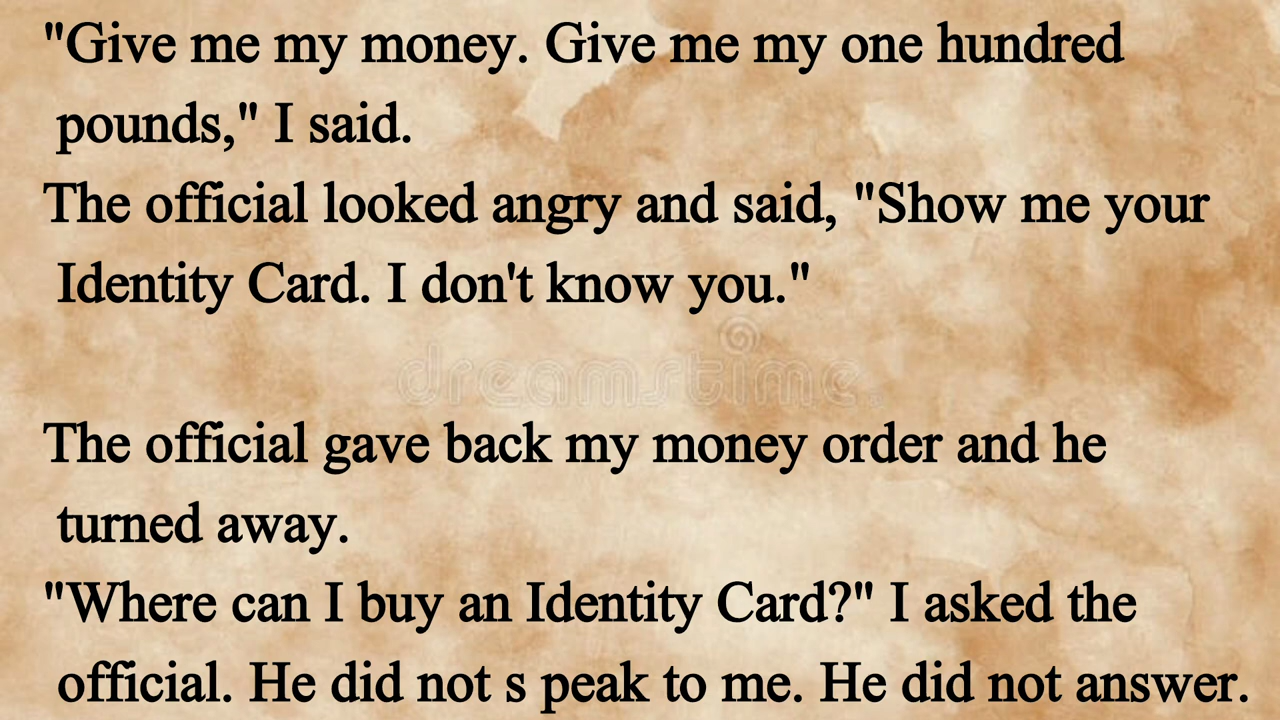 "Give me my money. Give me my one hundred
pounds," I said.
The official looked angry and said, "Show me your
Identity Card. I don't know you."
dreamstime.
The official gave back my money order and he
turned away.
"Where can I buy an Identity Card?" I asked the
official. He did not s peak to me. He did not answer.